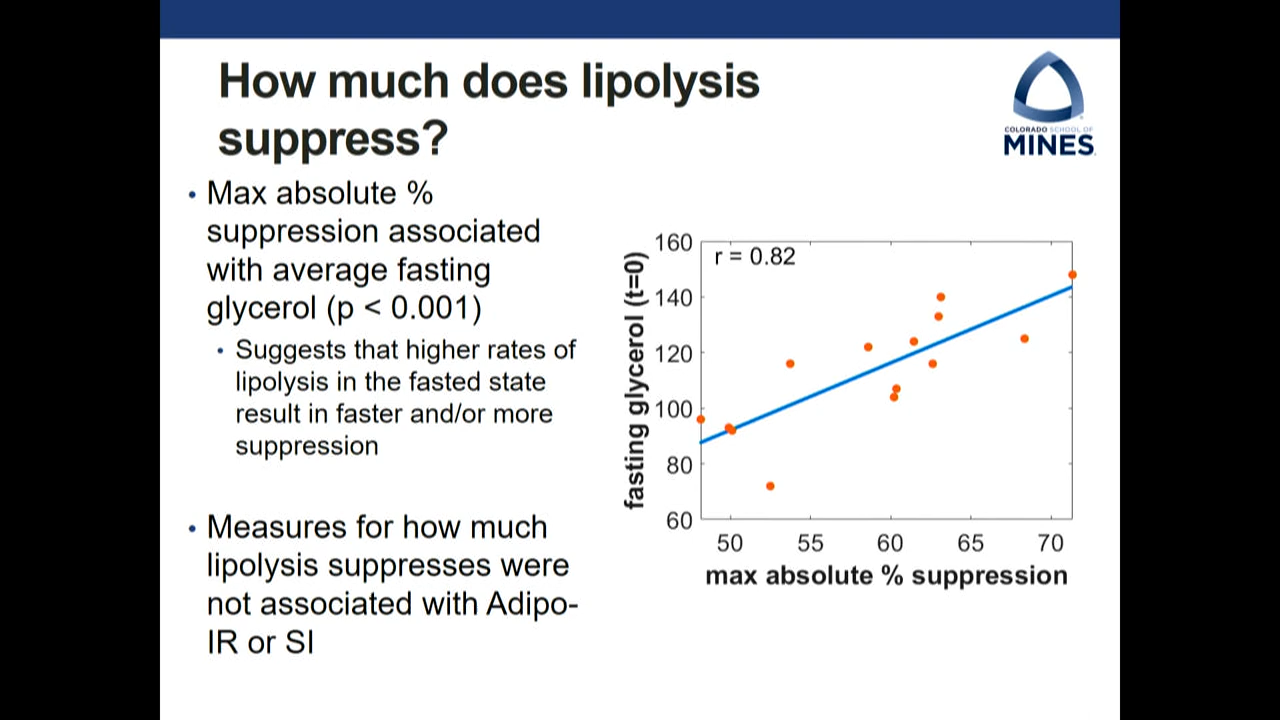 How much does lipolysis
suppress?
COLORADO SCHOOL OF
MINES
• Max absolute %
suppression associated
with average fasting
glycerol (p < 0.001)
• Suggests that higher rates of
lipolysis in the fasted state
result in faster and/or more
suppression
• Measures for how much
lipolysis suppresses were
not associated with Adipo-
IR or SI
r = 0.82
fasting glycerol (t=0)
160
140
120
100
80
60
50 55 60 65 70
max absolute % suppression